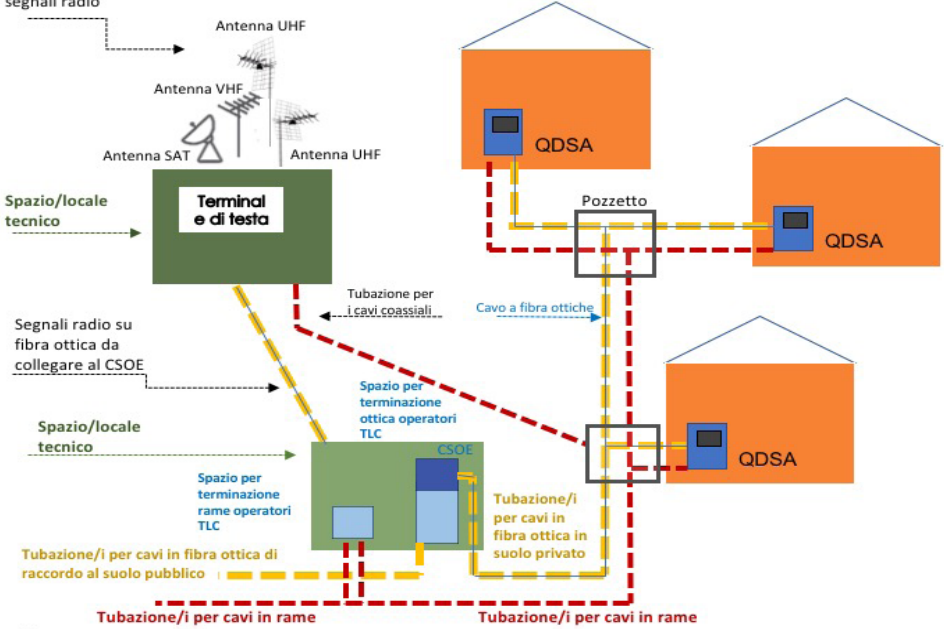 segnali radio
Antenna UHF
Antenna VHF
Antenna SAT
Antenna UHF
Spazio/locale
tecnico
Terminal
e di testa
QDSA
Pozzetto
QDSA
Tubazione per
i cavi coassiali
Cavo a fibra ottiche
Segnali radio su
fibra ottica da
collegare al CSOE
Spazio per
terminazione
ottica operatori
TLC
Spazio/locale
tecnico
CSOE
QDSA
Spazio per
terminazione
rame operatori
TLC
Tubazione/i
per cavi in
fibra ottica in
suolo privato
Tubazione/i per cavi in fibra ottica di
raccordo al suolo pubblico
Tubazione/i per cavi in rame
Tubazione/i per cavi in rame